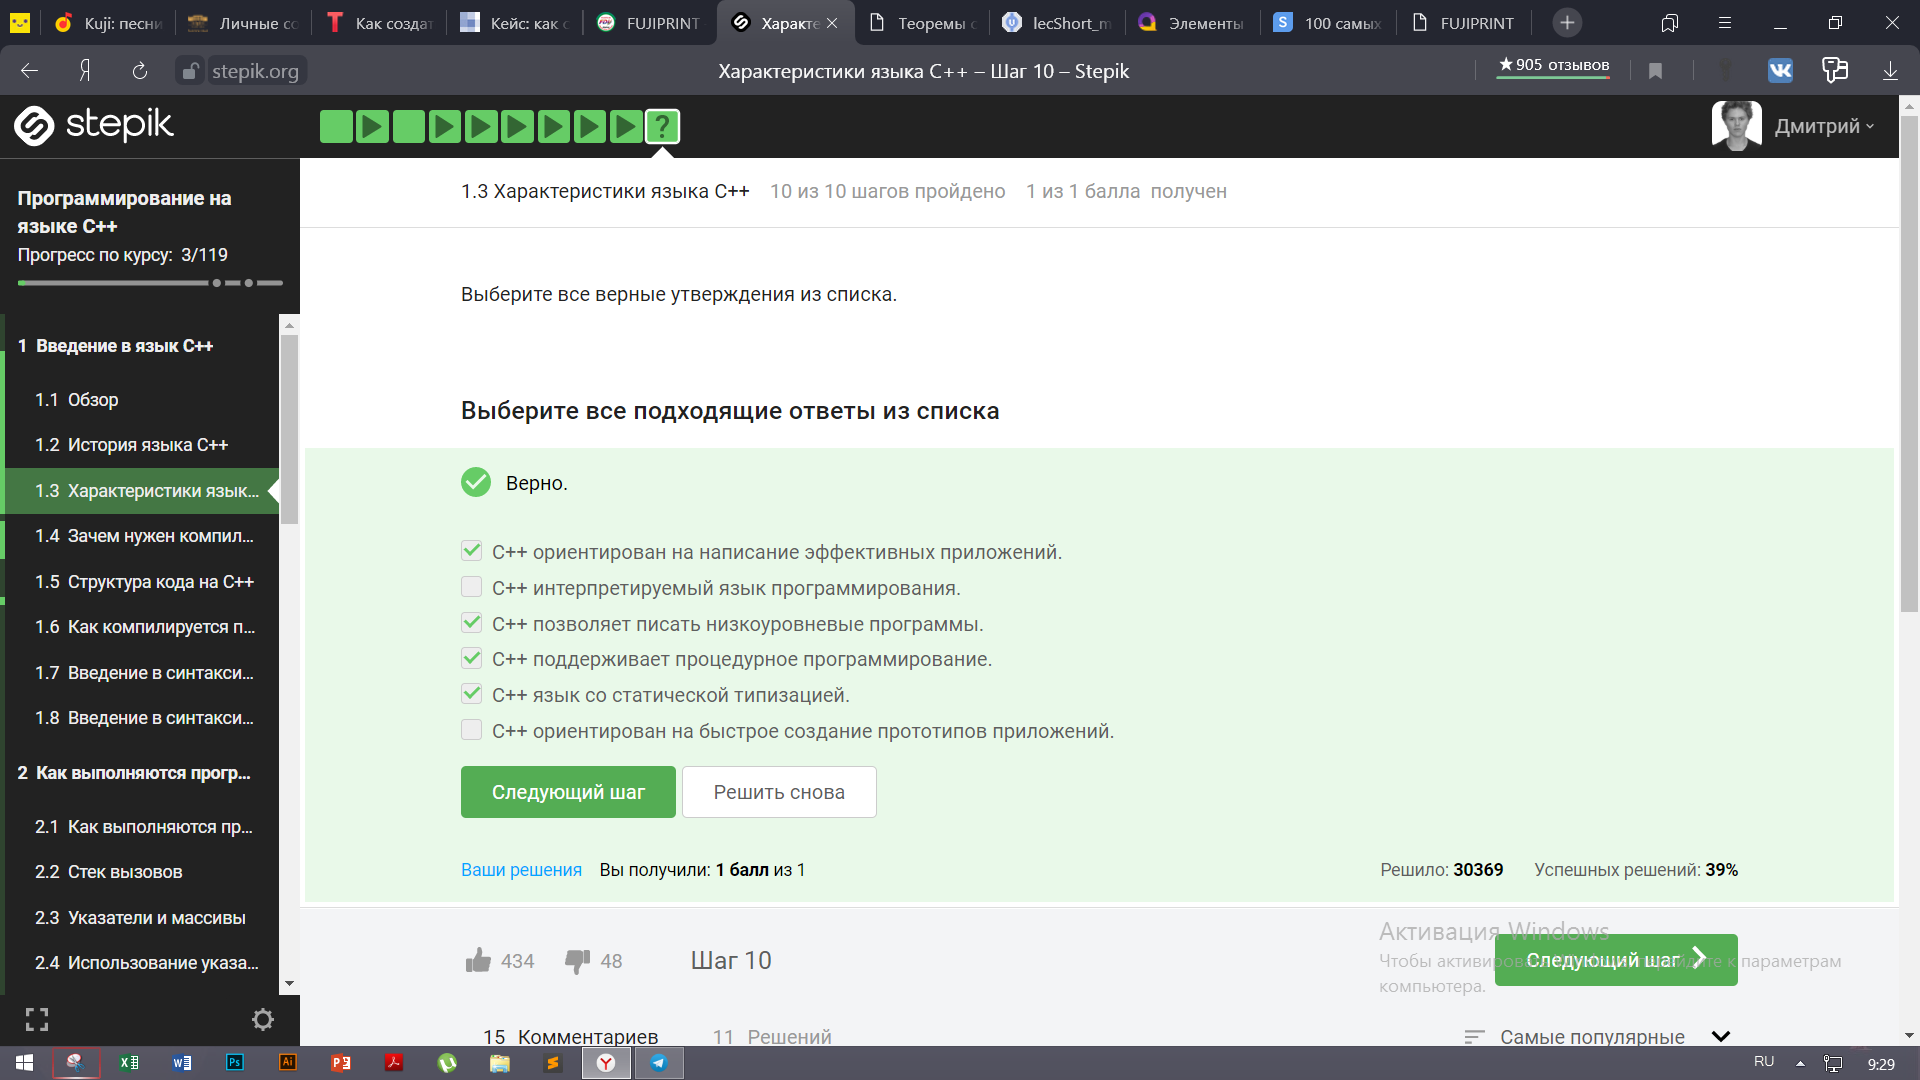 Kuji: песни
Личные со
Как создат
Кейс: как с
FUJIPRINT
Характе
Теоремы с
lecShort_m
Элементы
100 самых
FUJIPRINT
stepik.org
Характеристики языка C++ – Шаг 10 – Stepik
★905 отзывов
stepik
Дмитрий
Программирование на
языке C++
Прогресс по курсу: 3/119
1 Введение в язык C++
1.1 Обзор
1.2 История языка C++
1.3 Характеристики язык...
1.4 Зачем нужен компил...
1.5 Структура кода на C++
1.6 Как компилируется п...
1.7 Введение в синтакси...
1.8 Введение в синтакси...
2 Как выполняются прогр...
2.1 Как выполняются пр...
2.2 Стек вызовов
2.3 Указатели и массивы
2.4 Использование указа...
1.3 Характеристики языка C++ 10 из 10 шагов пройдено 1 из 1 балла получен
Выберите все верные утверждения из списка.
Выберите все подходящие ответы из списка
Верно.
C++ ориентирован на написание эффективных приложений.
C++ интерпретируемый язык программирования.
C++ позволяет писать низкоуровневые программы.
C++ поддерживает процедурное программирование.
C++ язык со статической типизацией.
C++ ориентирован на быстрое создание прототипов приложений.
Следующий шаг
Решить снова
Ваши решения Вы получили: 1 балл из 1
Решило: 30369 Успешных решений: 39%
434 48 Шаг 10
Следующий шаг
Активация Windows
Чтобы активировать Windows, перейдите к параметрам
компьютера.
15 Комментариев 11 Решений
Самые популярные
RU
9:29